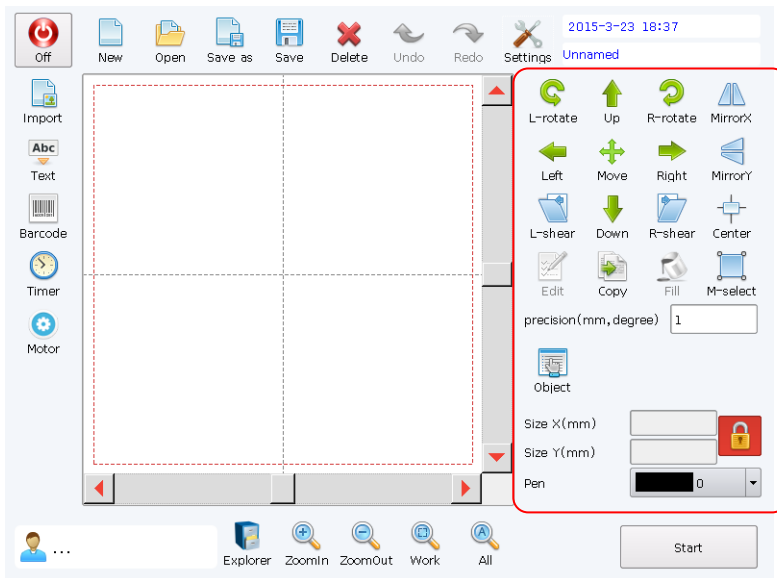 2015-3-23 18:37
Off New Open Save as Save Delete Undo Redo Settings Unnamed
Import
Abc
Text
Barcode
Timer
Motor
L-rotate Up R-rotate MirrorX
Left Move Right MirrorY
L-shear Down R-shear Center
Edit Copy Fill M-select
precision(mm,degree) 1
Object
Size X(mm)
Size Y(mm)
Pen 0
...
Explorer ZoomIn ZoomOut Work A All
Start